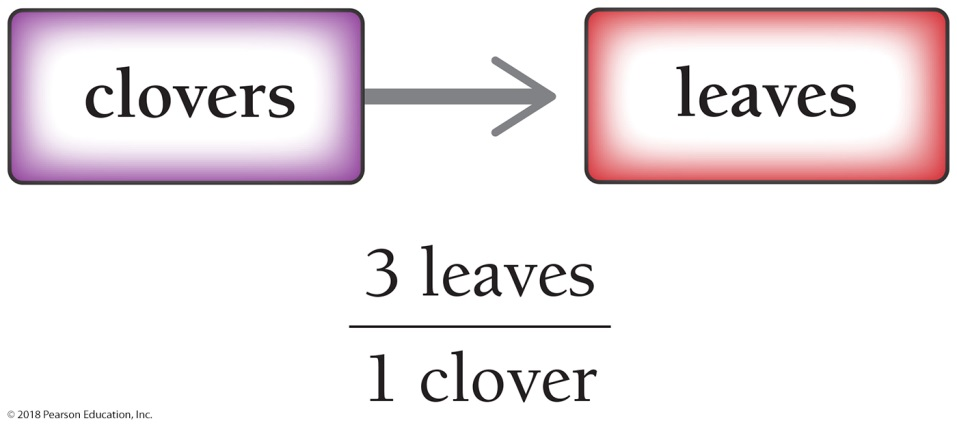 clovers
leaves
3 leaves
1 clover
© 2018 Pearson Education, Inc.